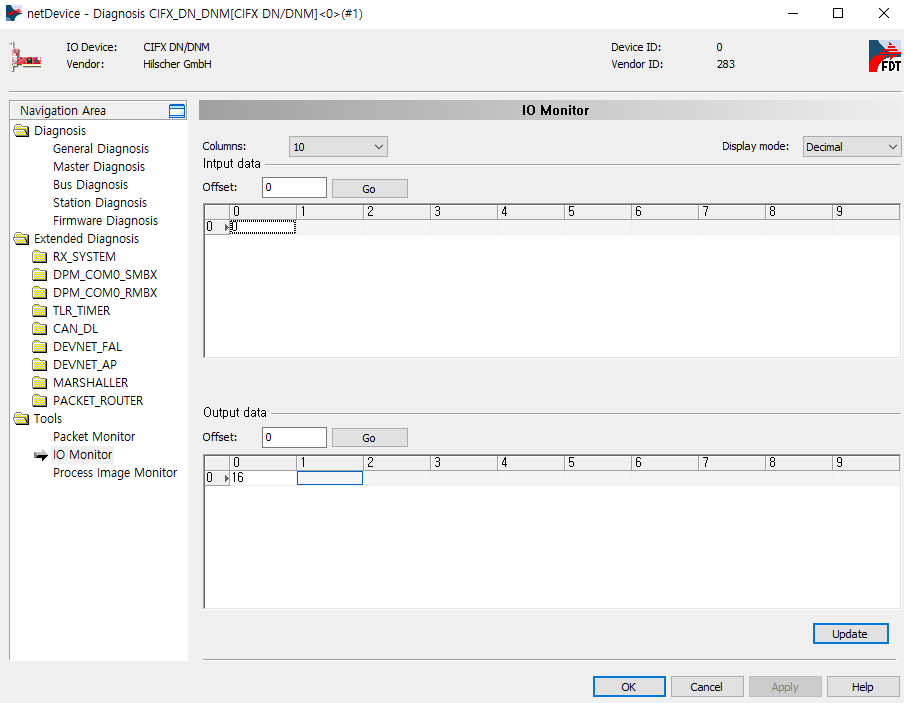 netDevice - Diagnosis CIFX_DN_DNM[CIFX DN/DNM]<0>(#1)
IO Device: CIFX DN/DNM Device ID: 0
Vendor: Hilscher GmbH Vendor ID: 283
FDT
Navigation Area
Diagnosis
General Diagnosis
Master Diagnosis
Bus Diagnosis
Station Diagnosis
Firmware Diagnosis
Extended Diagnosis
RX_SYSTEM
DPM_COM0_SMBX
DPM_COM0_RMBX
TLR_TIMER
CAN_DL
DEVNET_FAL
DEVNET_AP
MARSHALLER
PACKET_ROUTER
Tools
Packet Monitor
IO Monitor
Process Image Monitor
IO Monitor
Columns: 10 Display mode: Decimal
Intput data
Offset: 0 Go
0 1 2 3 4 5 6 7 8 9
0 0
Output data
Offset: 0 Go
0 1 2 3 4 5 6 7 8 9
0 16
Update
OK Cancel Apply Help